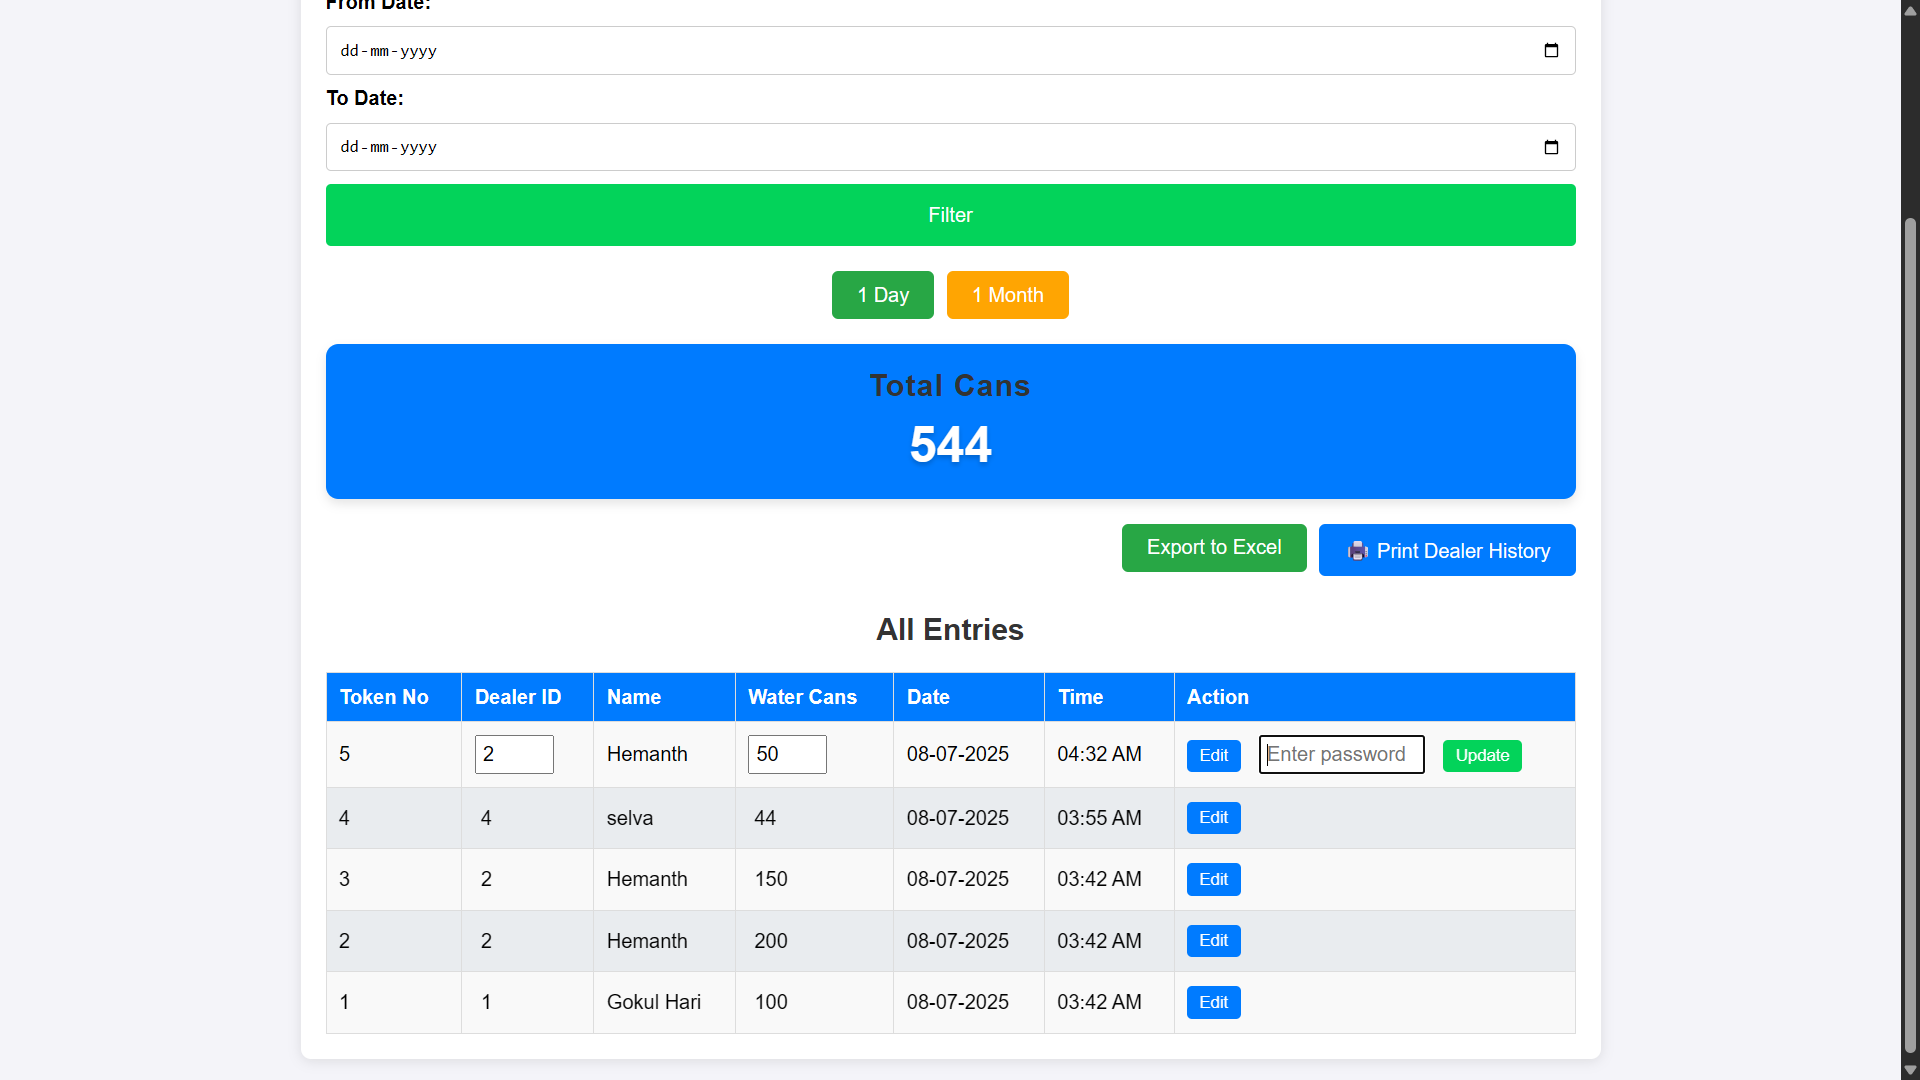 From Date:
dd-mm-yyyy
To Date:
dd-mm-yyyy
Filter
1 Day 1 Month
Total Cans
544
Export to Excel Print Dealer History
All Entries
Token No Dealer ID Name Water Cans Date Time Action
5 2 Hemanth 50 08-07-2025 04:32 AM Edit Enter password Update
4 4 selva 44 08-07-2025 03:55 AM Edit
3 2 Hemanth 150 08-07-2025 03:42 AM Edit
2 2 Hemanth 200 08-07-2025 03:42 AM Edit
1 1 Gokul Hari 100 08-07-2025 03:42 AM Edit